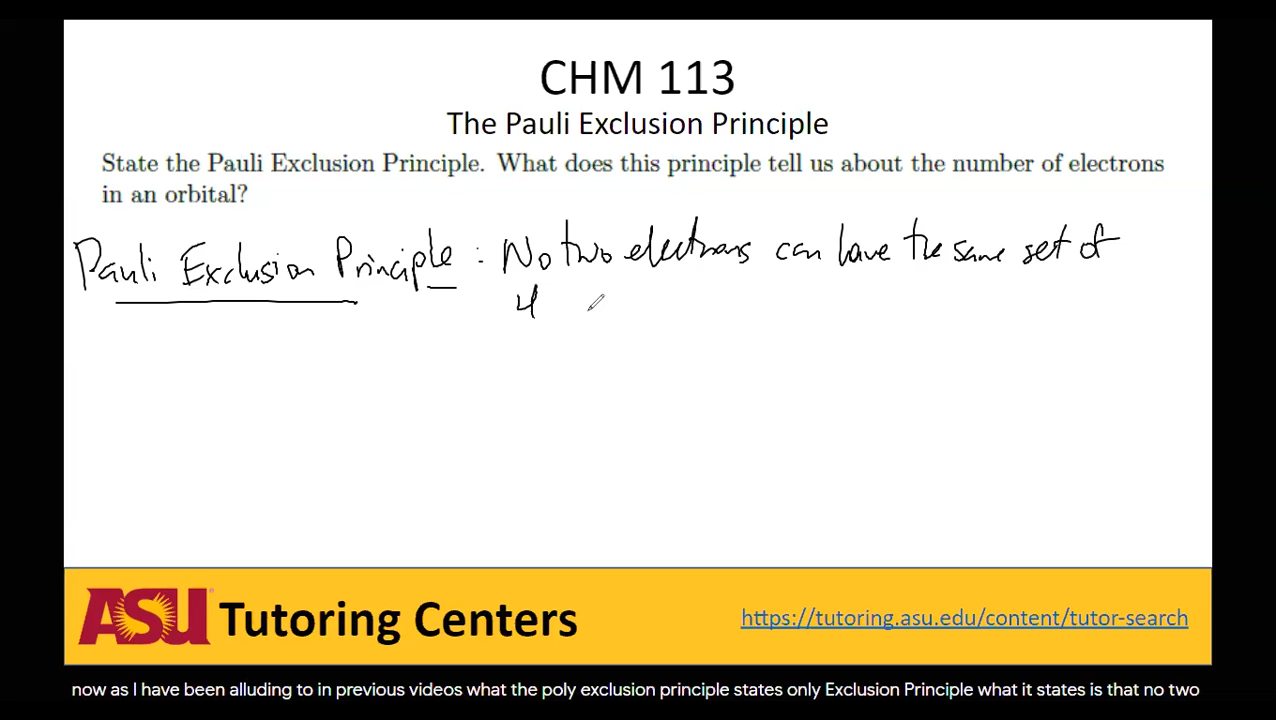 CHM 113
The Pauli Exclusion Principle
State the Pauli Exclusion Principle. What does this principle tell us about the number of electrons
in an orbital?
Pauli Exclusion Principle : No two electrons can have the same set of
4
ASU Tutoring Centers
https://tutoring.asu.edu/content/tutor-search
now as I have been alluding to in previous videos what the poly exclusion principle states only Exclusion Principle what it states is that no two